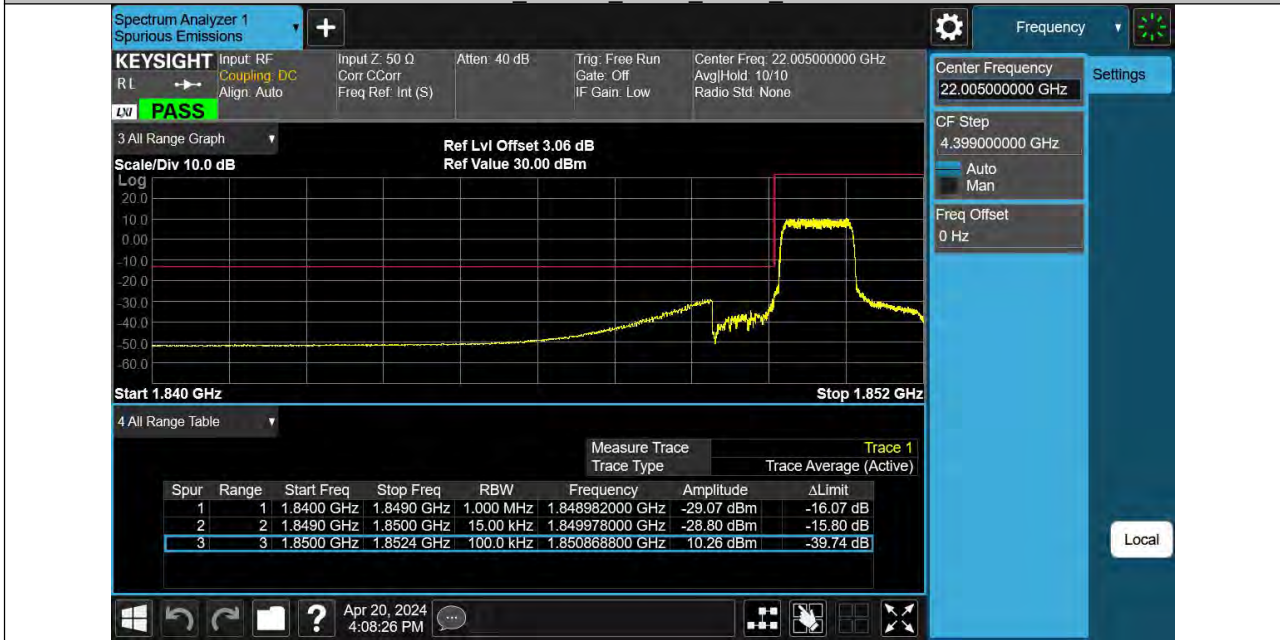 Spectrum Analyzer 1
Spurious Emissions
+
Frequency
KEYSIGHT Input: RF Input Z: 50 Ω Atten: 40 dB Trig: Free Run Center Freq: 22.005000000 GHz
RL Coupling: DC Corr CCorr Gate: Off Avg|Hold: 10/10
Align: Auto Freq Ref: Int (S) IF Gain: Low Radio Std: None
LXI PASS
Center Frequency
22.005000000 GHz
Settings
CF Step
4.399000000 GHz
Auto
Man
Freq Offset
0 Hz
3 All Range Graph
Ref Lvl Offset 3.06 dB
Scale/Div 10.0 dB Ref Value 30.00 dBm
Log
20.0
10.0
0.00
-10.0
-20.0
-30.0
-40.0
-50.0
-60.0
Start 1.840 GHz Stop 1.852 GHz
4 All Range Table
Measure Trace Trace 1
Trace Type Trace Average (Active)
Spur Range Start Freq Stop Freq RBW Frequency Amplitude ΔLimit
1 1 1.8400 GHz 1.8490 GHz 1.000 MHz 1.848982000 GHz -29.07 dBm -16.07 dB
2 2 1.8490 GHz 1.8500 GHz 15.00 kHz 1.849978000 GHz -28.80 dBm -15.80 dB
3 3 1.8500 GHz 1.8524 GHz 100.0 kHz 1.850868800 GHz 10.26 dBm -39.74 dB
Local
? Apr 20, 2024
4:08:26 PM